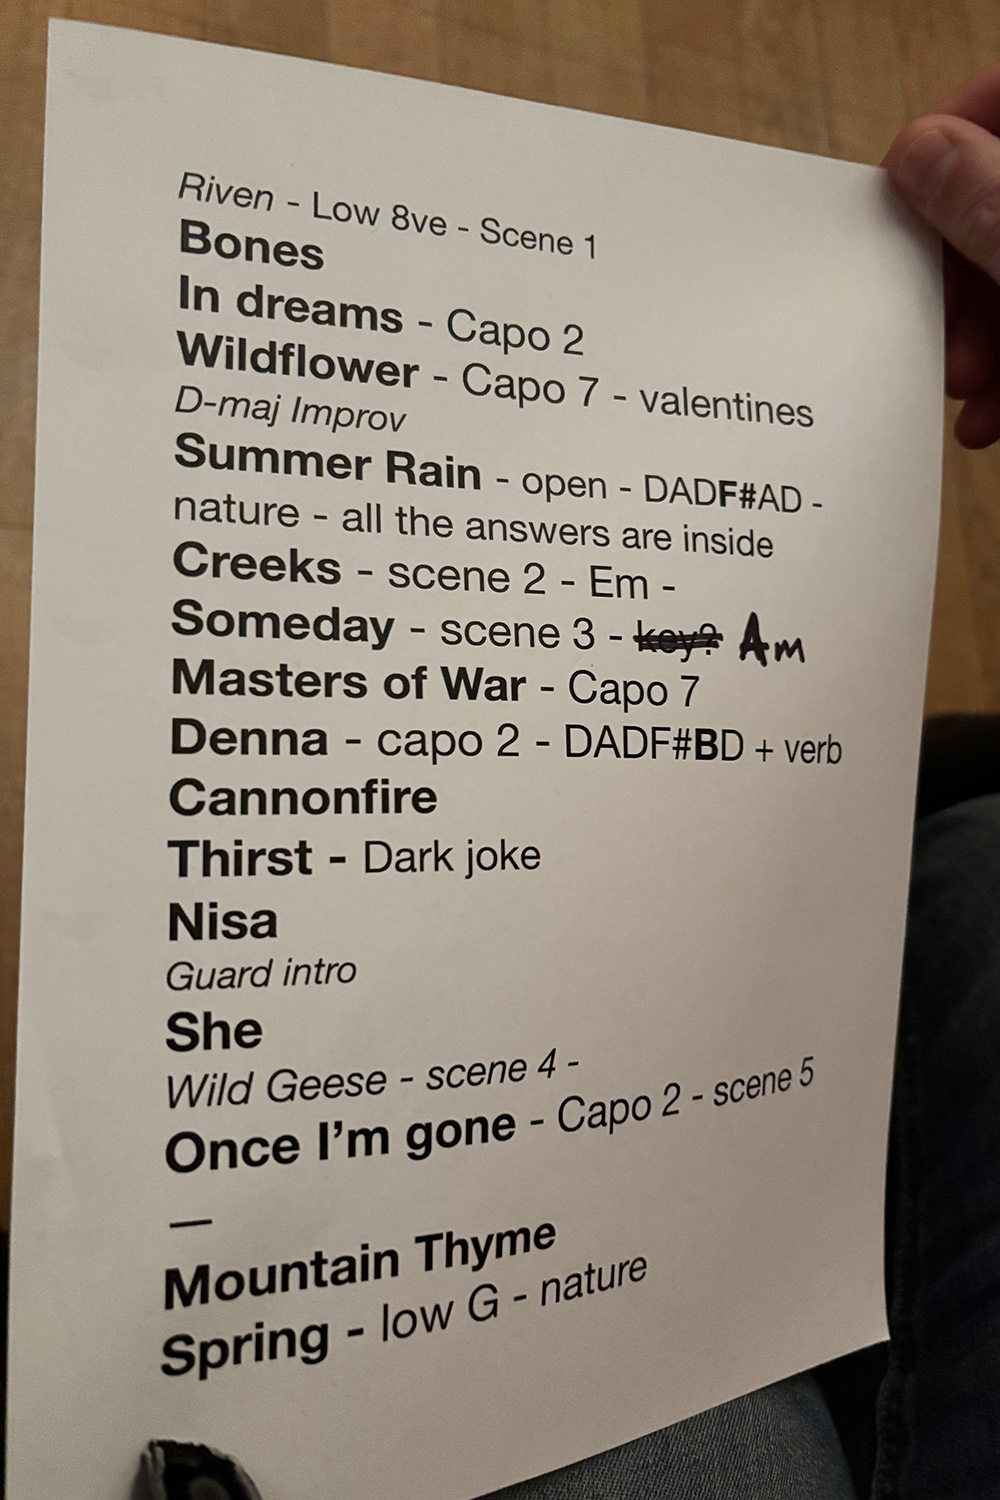 Riven - Low 8ve - Scene 1
Bones
In dreams - Capo 2
Wildflower - Capo 7 - valentines
D-maj Improv
Summer Rain - open - DADF#AD -
nature - all the answers are inside
Creeks - scene 2 - Em -
Someday - scene 3 - key? Am
Masters of War - Capo 7
Denna - capo 2 - DADF#BD + verb
Cannonfire
Thirst - Dark joke
Nisa
Guard intro
She
Wild Geese - scene 4 -
Once I’m gone - Capo 2 - scene 5
—
Mountain Thyme
Spring - low G - nature